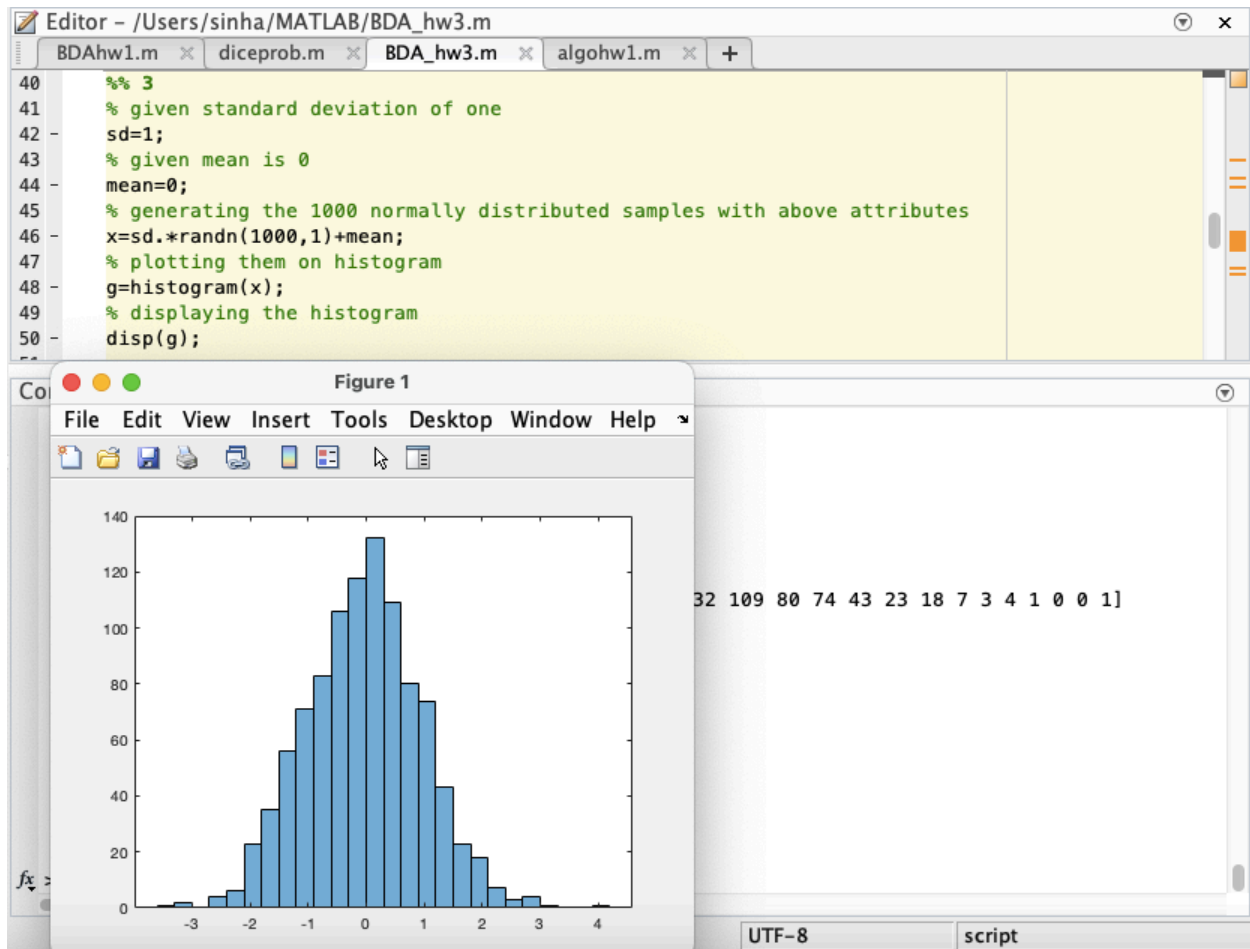 Editor – /Users/sinha/MATLAB/BDA_hw3.m
BDAhw1.m diceprob.m BDA_hw3.m algohw1.m +
40 %% 3
41 % given standard deviation of one
42 - sd=1;
43 % given mean is 0
44 - mean=0;
45 % generating the 1000 normally distributed samples with above attributes
46 - x=sd.*randn(1000,1)+mean;
47 % plotting them on histogram
48 - g=histogram(x);
49 % displaying the histogram
50 - disp(g);
Figure 1
File Edit View Insert Tools Desktop Window Help
140
120
100
80
60
40
20
0
-3 -2 -1 0 1 2 3 4
32 109 80 74 43 23 18 7 3 4 1 0 0 1]
fx >
UTF-8 script